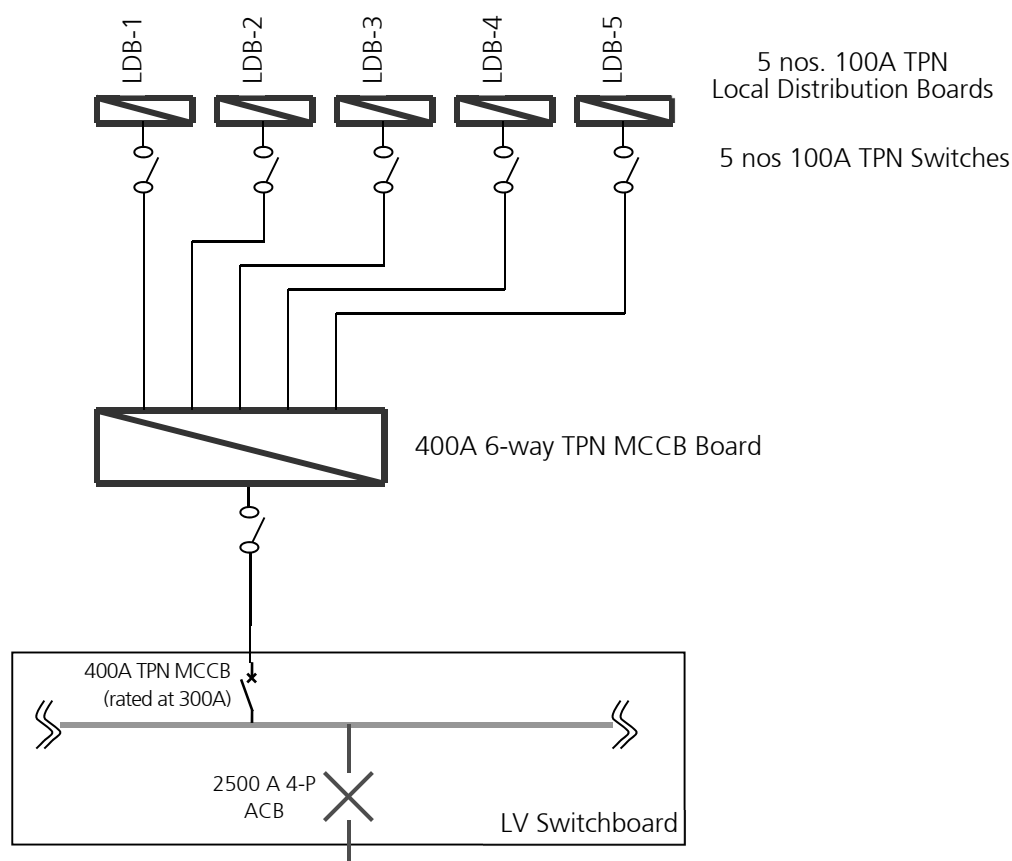 LDB-1
LDB-2
LDB-3
LDB-4
LDB-5
5 nos. 100A TPN
Local Distribution Boards
5 nos 100A TPN Switches
400A 6-way TPN MCCB Board
400A TPN MCCB
(rated at 300A)
2500 A 4-P
ACB
LV Switchboard